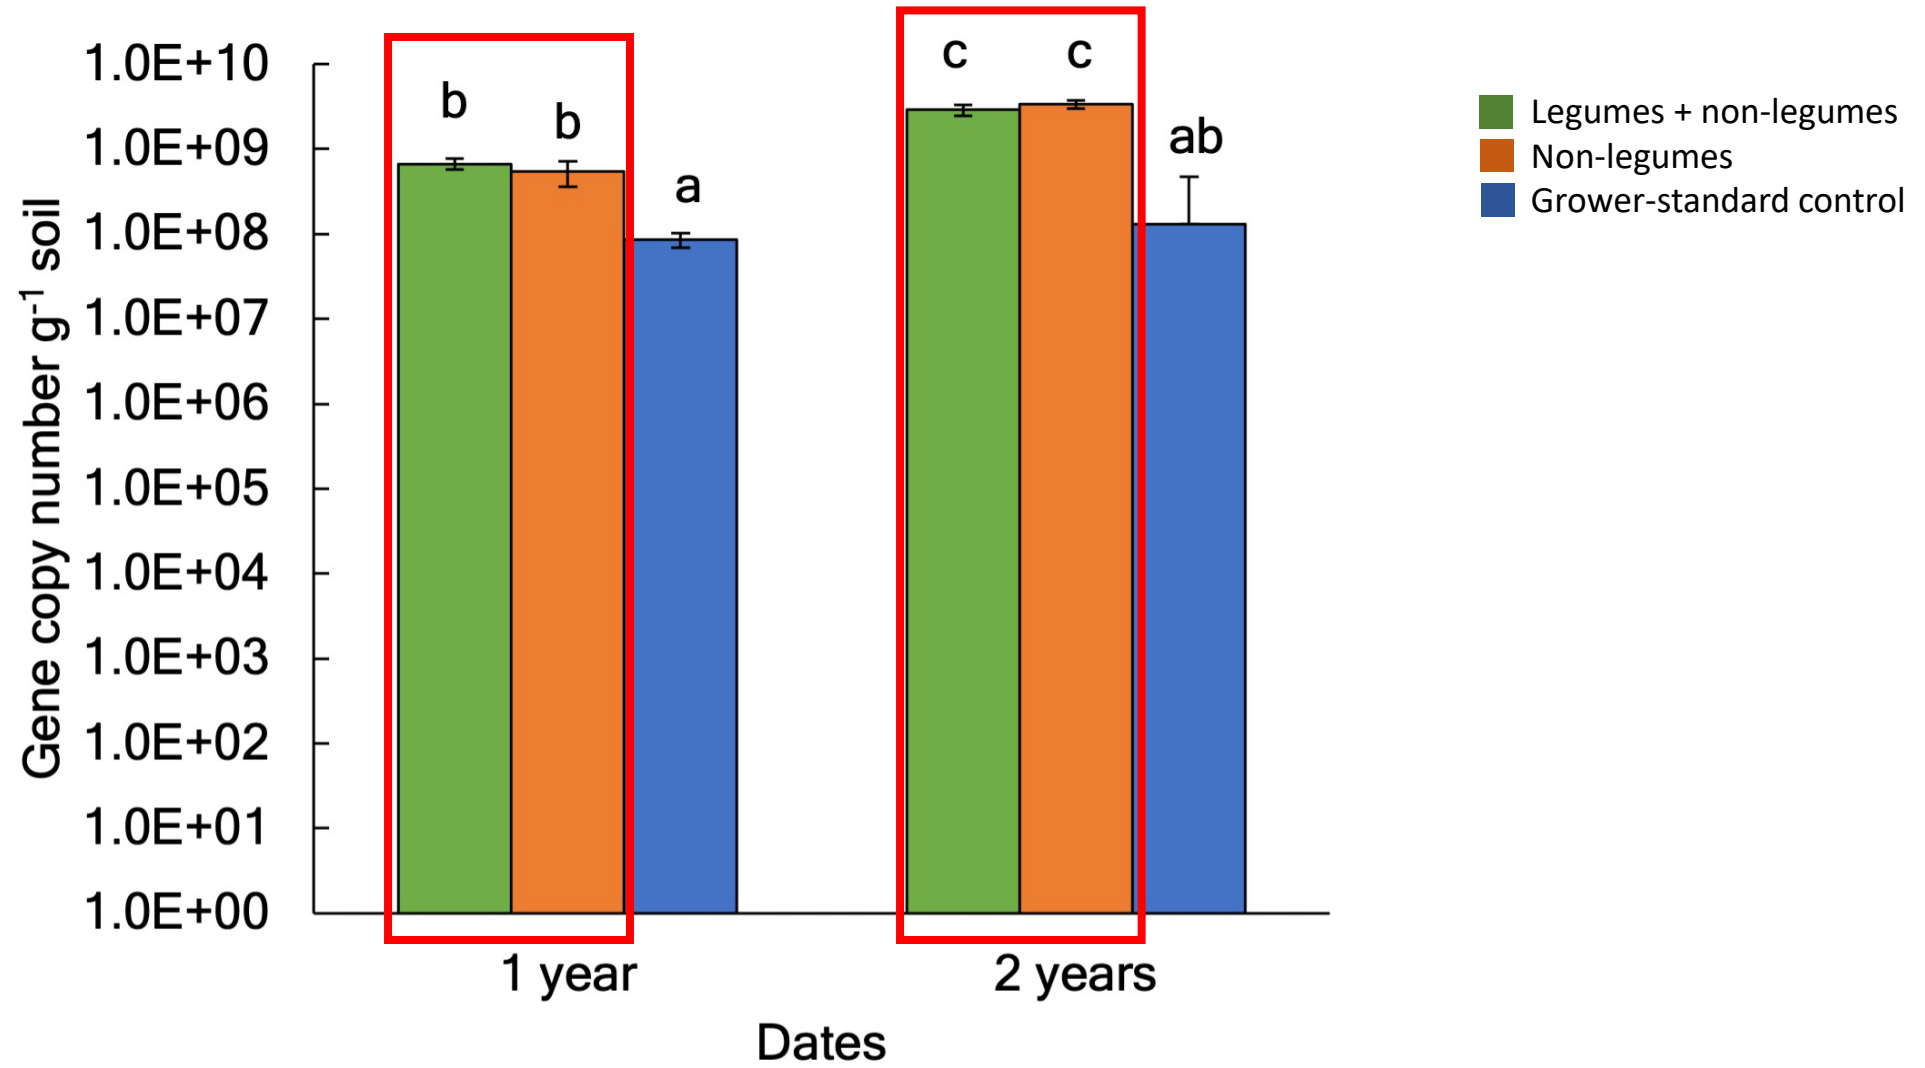 1.0E+10
1.0E+09
1.0E+08
1.0E+07
1.0E+06
1.0E+05
1.0E+04
1.0E+03
1.0E+02
1.0E+01
1.0E+00
Gene copy number g⁻¹ soil
b
b
a
c
c
ab
1 year
2 years
Dates
Legumes + non-legumes
Non-legumes
Grower-standard control